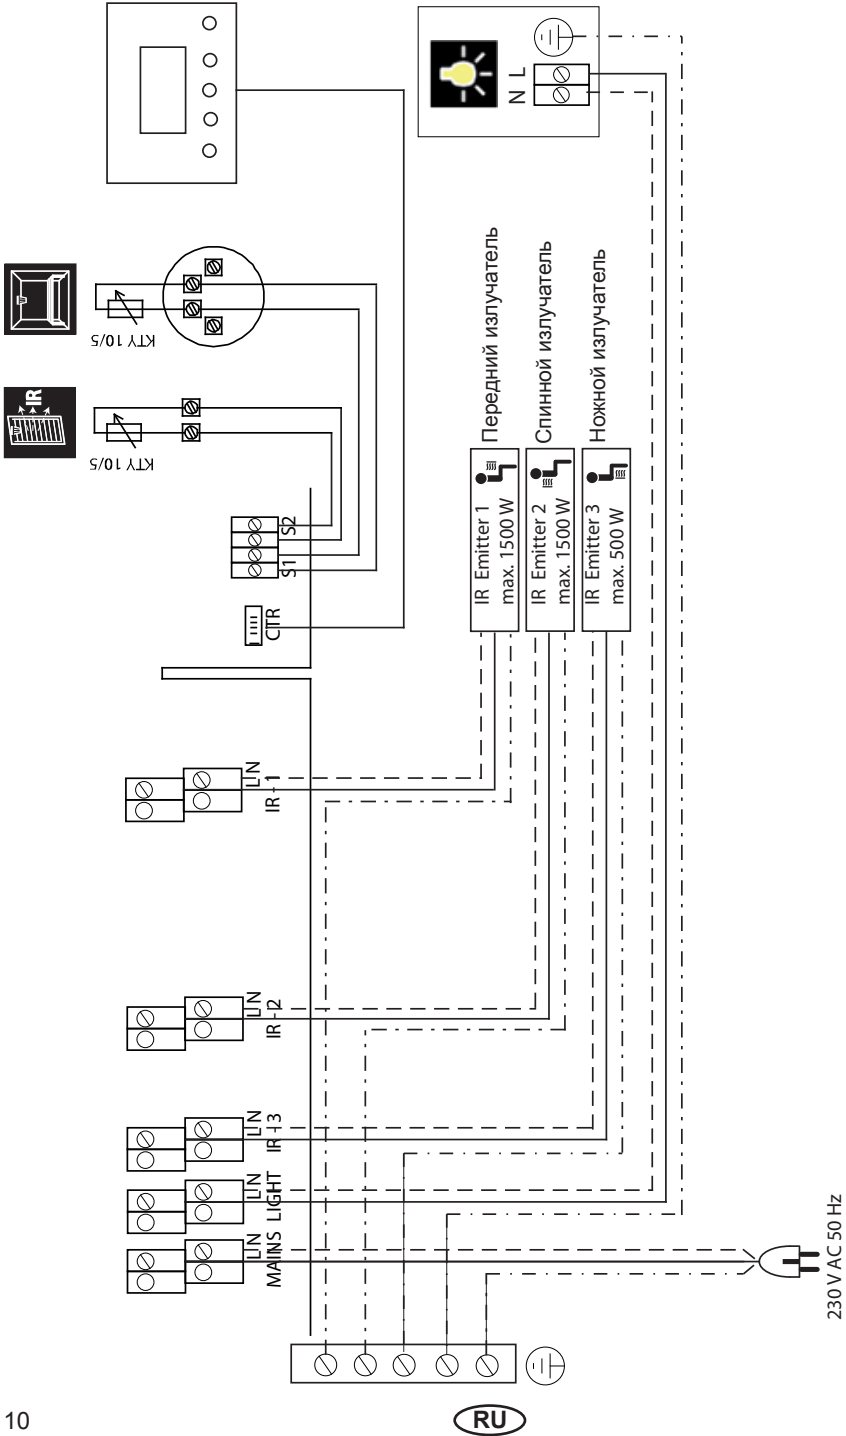 N L
KTY 10/5
IR
KTY 10/5
S1 S2
CTR
IR Emitter 1
max. 1500 W
Передний излучатель
IR Emitter 2
max. 1500 W
Спинной излучатель
IR Emitter 3
max. 500 W
Ножной излучатель
L N
IR - 1
L N
IR - 2
L N
IR - 3
L N
LIGHT
L N
MAINS
230 V AC 50 Hz
10
RU